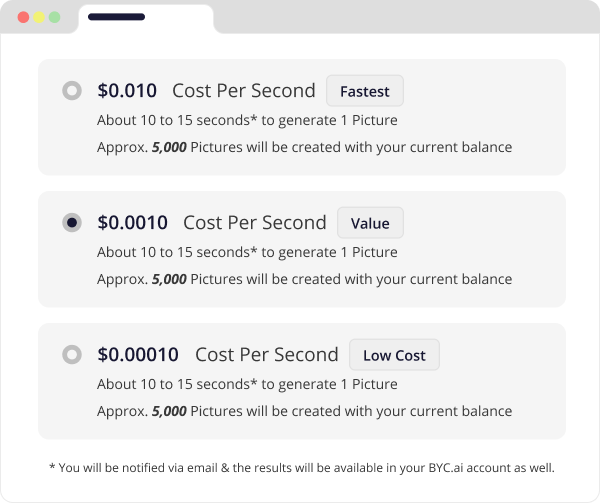 $0.010 Cost Per Second Fastest
About 10 to 15 seconds* to generate 1 Picture
Approx. 5,000 Pictures will be created with your current balance
$0.0010 Cost Per Second Value
About 10 to 15 seconds* to generate 1 Picture
Approx. 5,000 Pictures will be created with your current balance
$0.00010 Cost Per Second Low Cost
About 10 to 15 seconds* to generate 1 Picture
Approx. 5,000 Pictures will be created with your current balance
* You will be notified via email & the results will be available in your BYC.ai account as well.